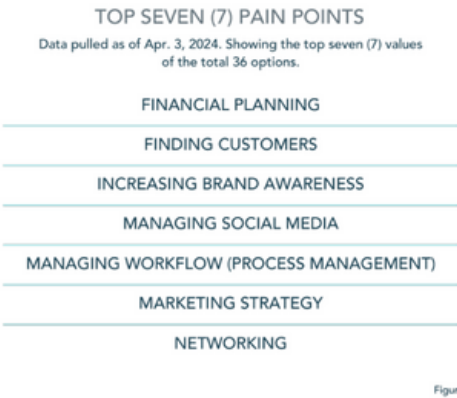 TOP SEVEN (7) PAIN POINTS
Data pulled as of Apr. 3, 2024. Showing the top seven (7) values
of the total 36 options.
FINANCIAL PLANNING
FINDING CUSTOMERS
INCREASING BRAND AWARENESS
MANAGING SOCIAL MEDIA
MANAGING WORKFLOW (PROCESS MANAGEMENT)
MARKETING STRATEGY
NETWORKING
Figur